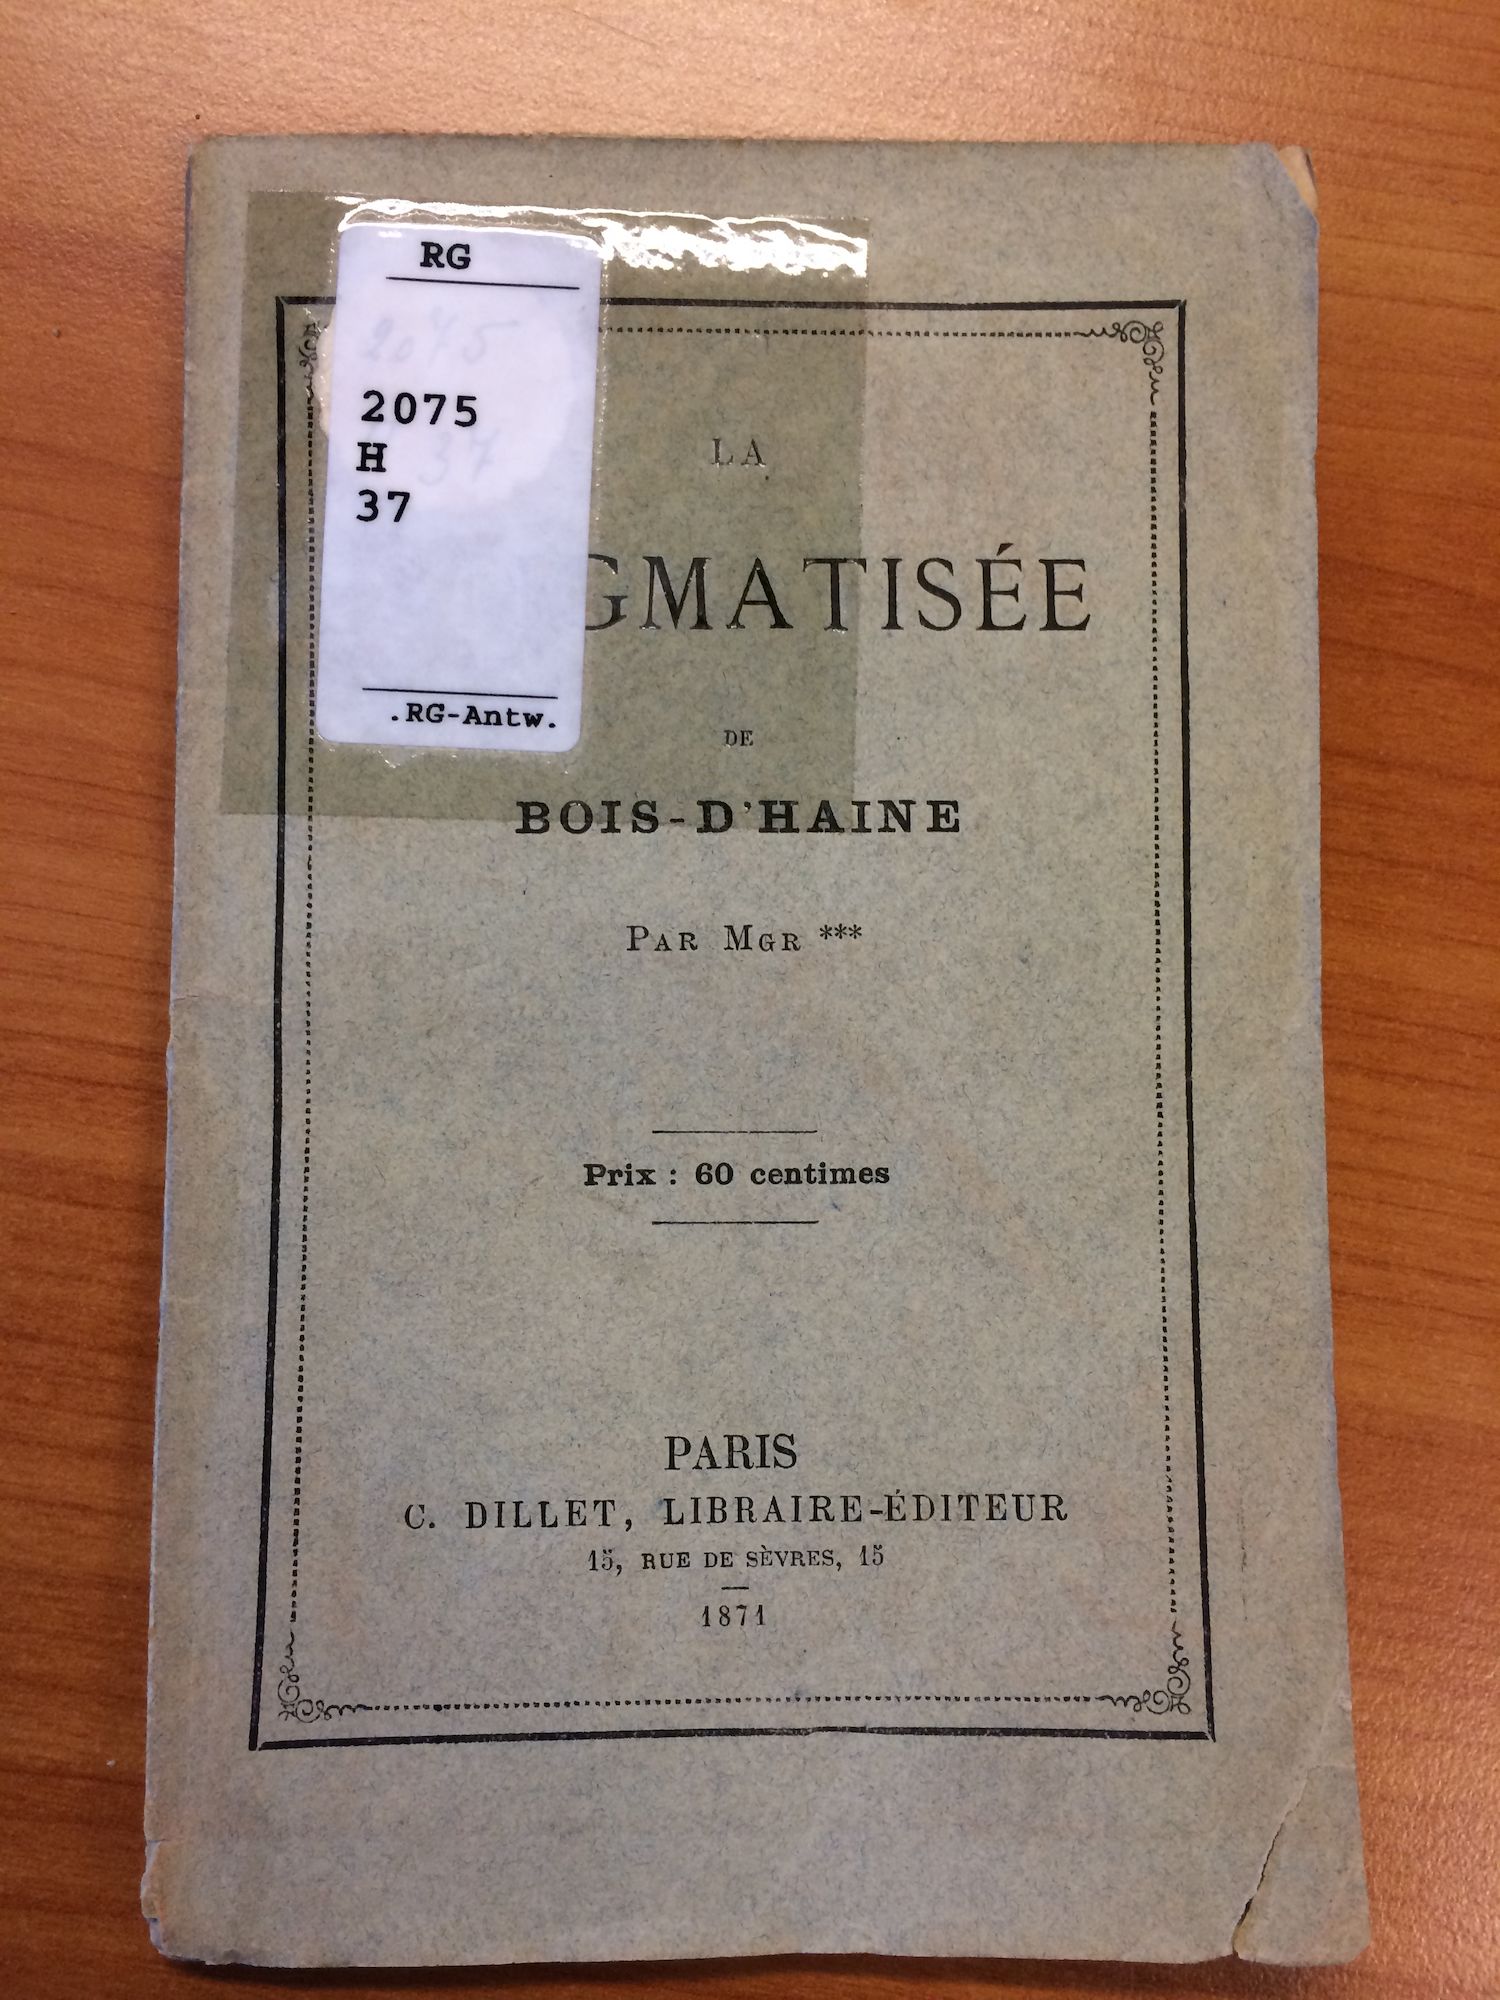 RG
2075
H
37
.RG-Antw.
LA
GMATISÉE
DE
BOIS-D'HAINE
PAR MGR ***
Prix : 60 centimes
PARIS
C. DILLET, LIBRAIRE-ÉDITEUR
15, RUE DE SÈVRES, 15
1871